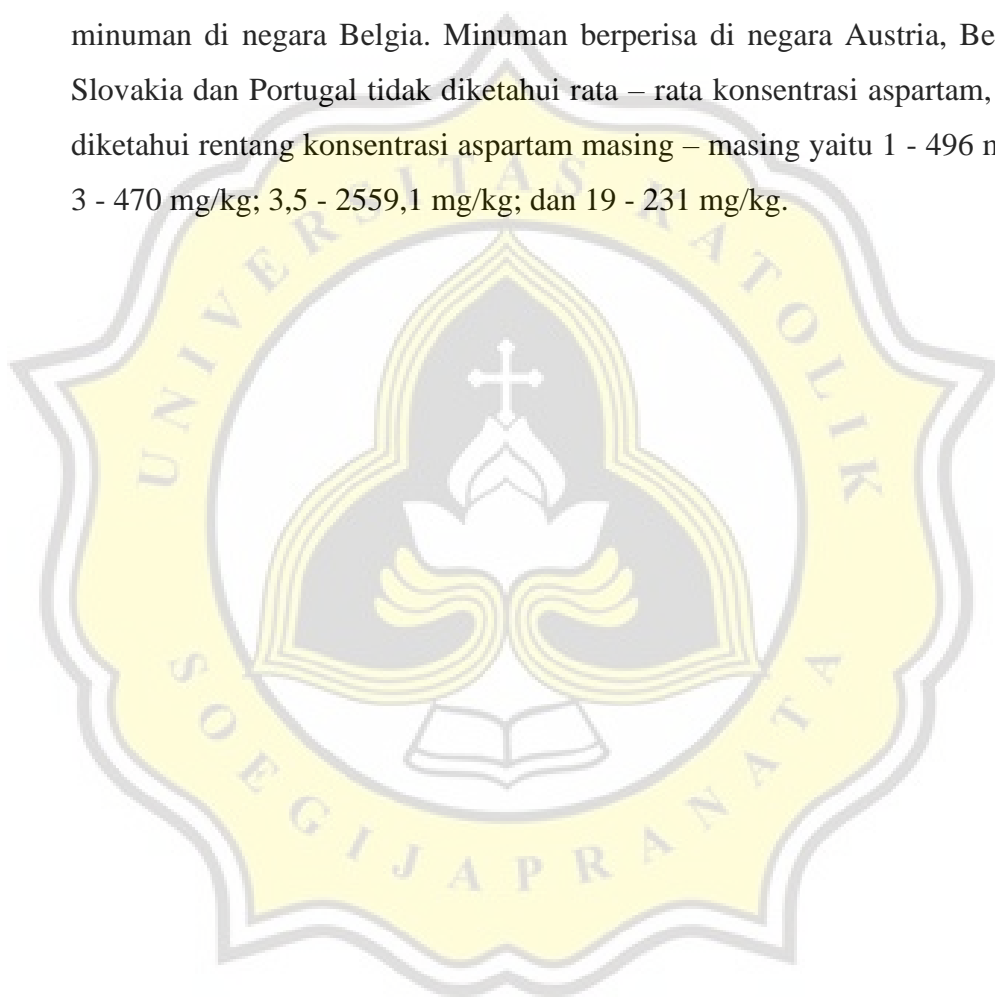 minuman di negara Belgia. Minuman berperisa di negara Austria, Be
Slovakia dan Portugal tidak diketahui rata – rata konsentrasi aspartam,
diketahui rentang konsentrasi aspartam masing – masing yaitu 1 - 496 m
3 - 470 mg/kg; 3,5 - 2559,1 mg/kg; dan 19 - 231 mg/kg.
UNIVERSITAS KATOLIK
SOEGIJAPRANATA